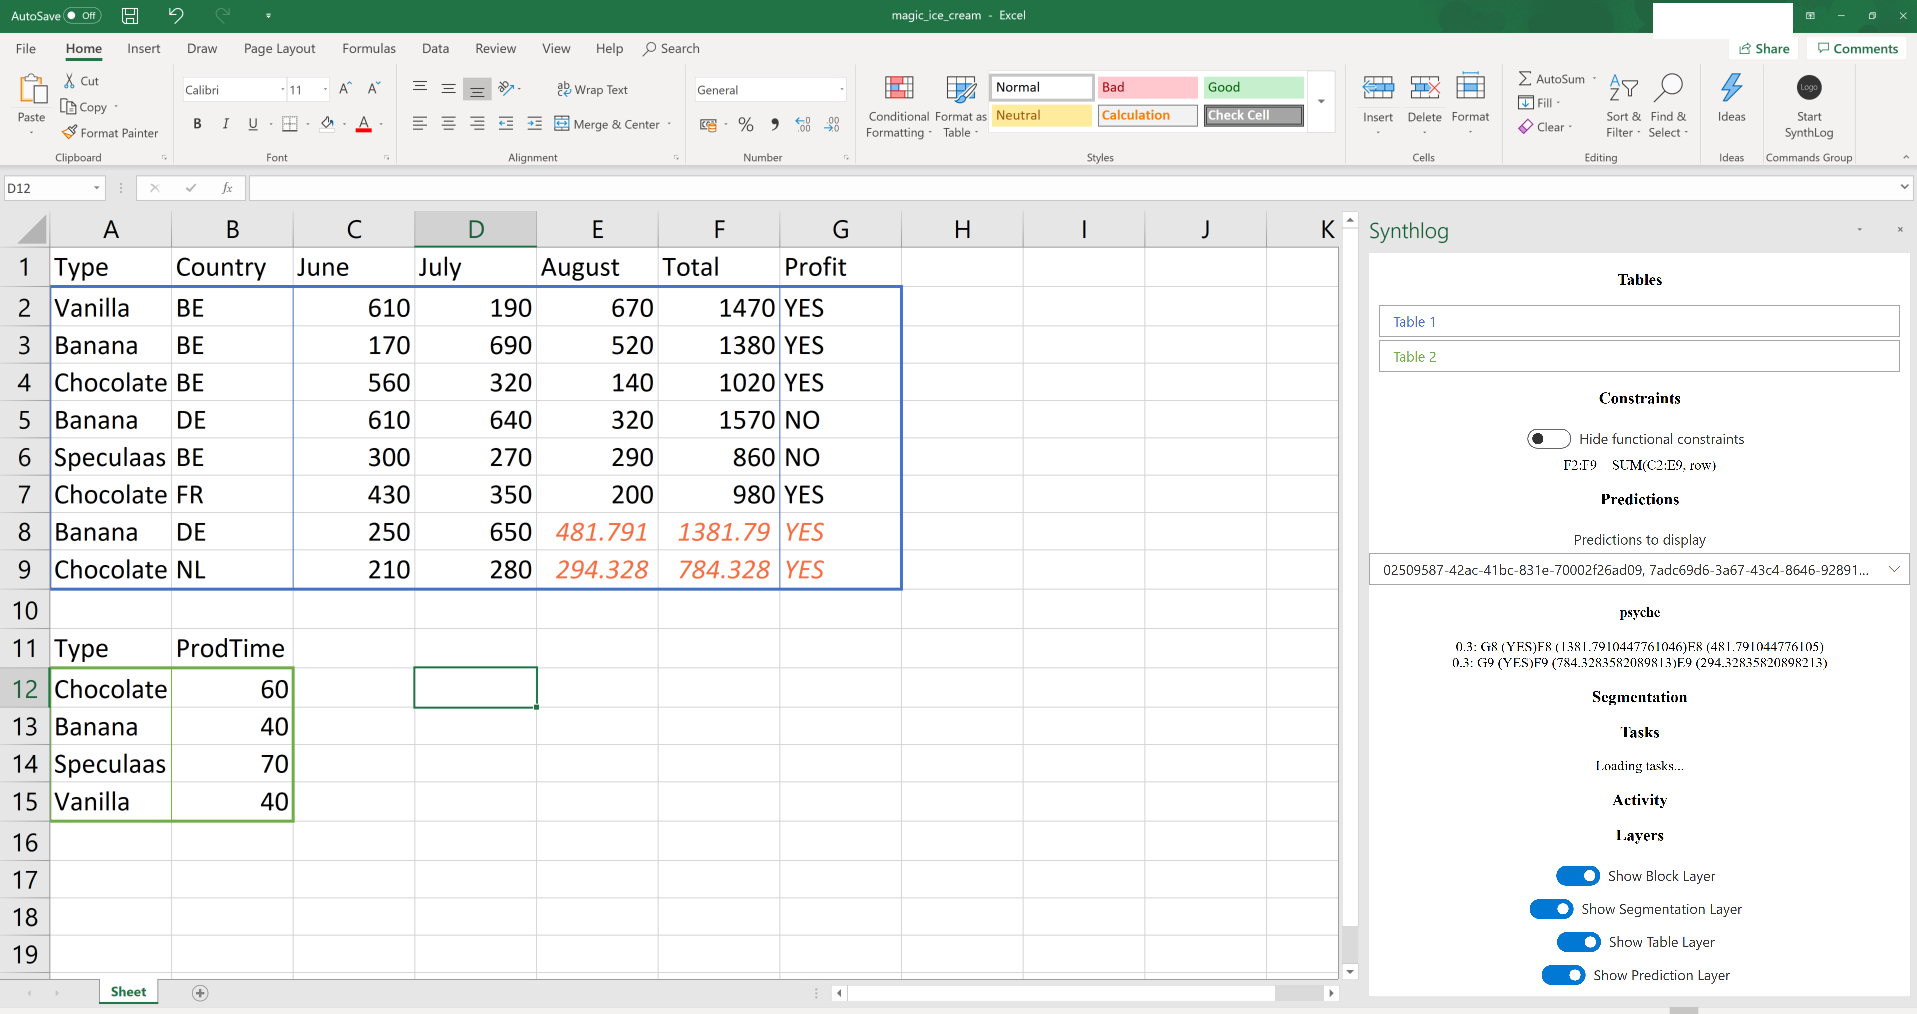 AutoSave Off magic_ice_cream - Excel
File Home Insert Draw Page Layout Formulas Data Review View Help Search Share Comments
Paste Cut Copy Format Painter
Calibri 11
B I U A
Wrap Text
Merge & Center
General
% , .00
Conditional Formatting Format as Table
Normal Bad Good
Neutral Calculation Check Cell
Insert Delete Format
AutoSum Fill Clear
Sort & Filter Find & Select
Ideas
Logo
Start SynthLog
Clipboard Font Alignment Number Styles Cells Editing Ideas Commands Group
D12 fx
A B C D E F G H I J K
1 Type Country June July August Total Profit
2 Vanilla BE 610 190 670 1470 YES
3 Banana BE 170 690 520 1380 YES
4 Chocolate BE 560 320 140 1020 YES
5 Banana DE 610 640 320 1570 NO
6 Speculaas BE 300 270 290 860 NO
7 Chocolate FR 430 350 200 980 YES
8 Banana DE 250 650 481.791 1381.79 YES
9 Chocolate NL 210 280 294.328 784.328 YES
10
11 Type ProdTime
12 Chocolate 60
13 Banana 40
14 Speculaas 70
15 Vanilla 40
16
17
18
19
Sheet
Synthlog
Tables
Table 1
Table 2
Constraints
Hide functional constraints
F2:F9 SUM(C2:E9, row)
Predictions
Predictions to display
02509587-42ac-41bc-831e-70002f26ad09, 7adc69d6-3a67-43c4-8646-92891...
psyche
0.3: G8 (YES)F8 (1381.7910447761046)E8 (481.791044776105)
0.3: G9 (YES)F9 (784.3283582089813)E9 (294.32835820898213)
Segmentation
Tasks
Loading tasks...
Activity
Layers
Show Block Layer
Show Segmentation Layer
Show Table Layer
Show Prediction Layer